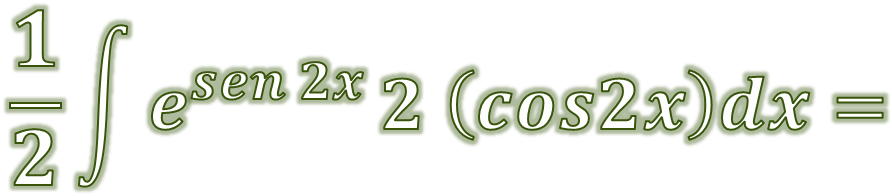 1/2 ∫ e^{sen 2x} 2 (cos2x)dx =